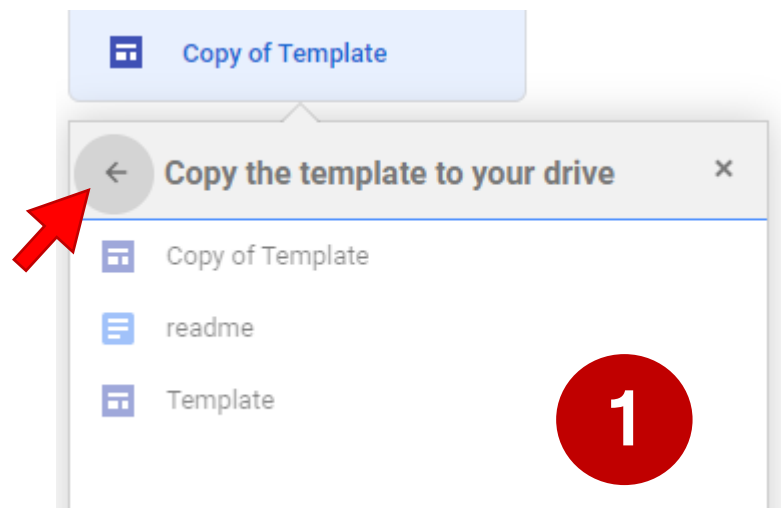 Copy of Template
Copy the template to your drive
Copy of Template
readme
Template
1